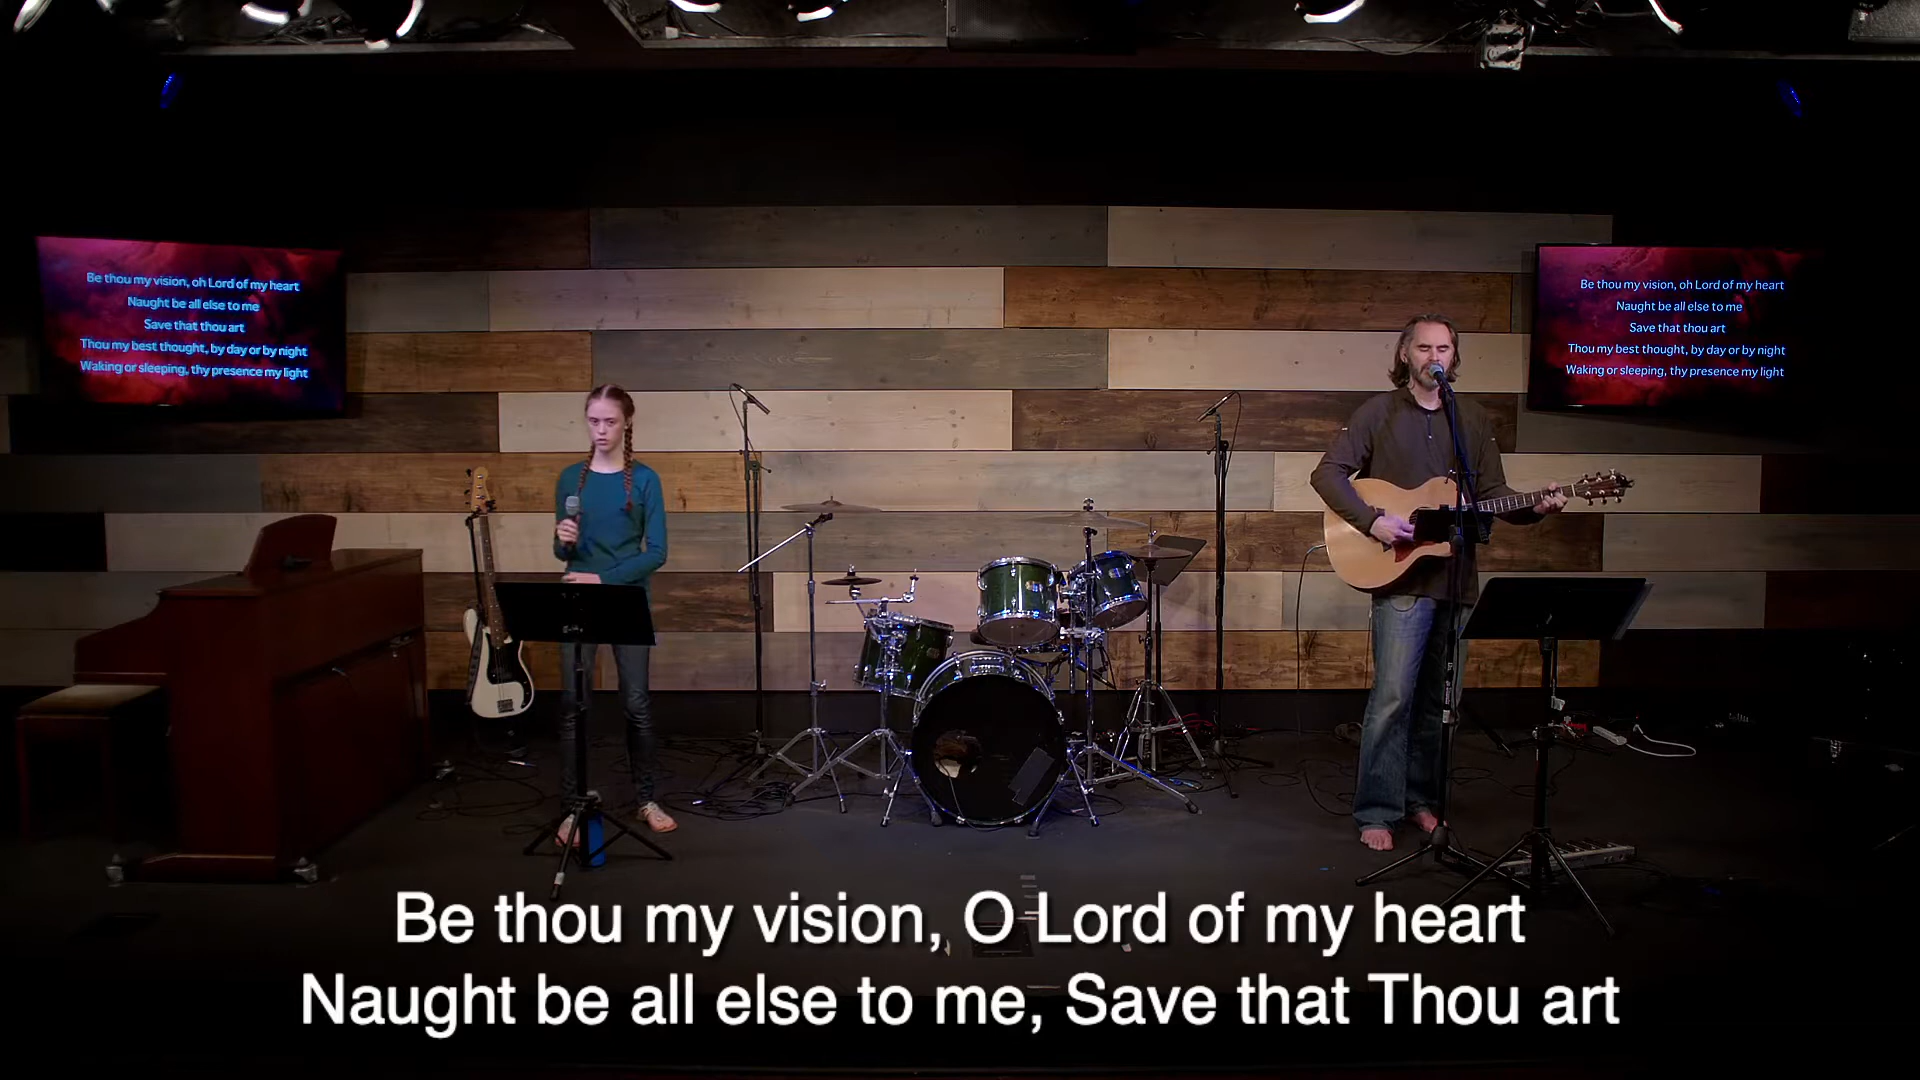 Be thou my vision, oh Lord of my heart
Naught be all else to me
Save that thou art
Thou my best thought, by day or by night
Waking or sleeping, thy presence my light
Be thou my vision, oh Lord of my heart
Naught be all else to me
Save that thou art
Thou my best thought, by day or by night
Waking or sleeping, thy presence my light
Be thou my vision, O Lord of my heart
Naught be all else to me, Save that Thou art